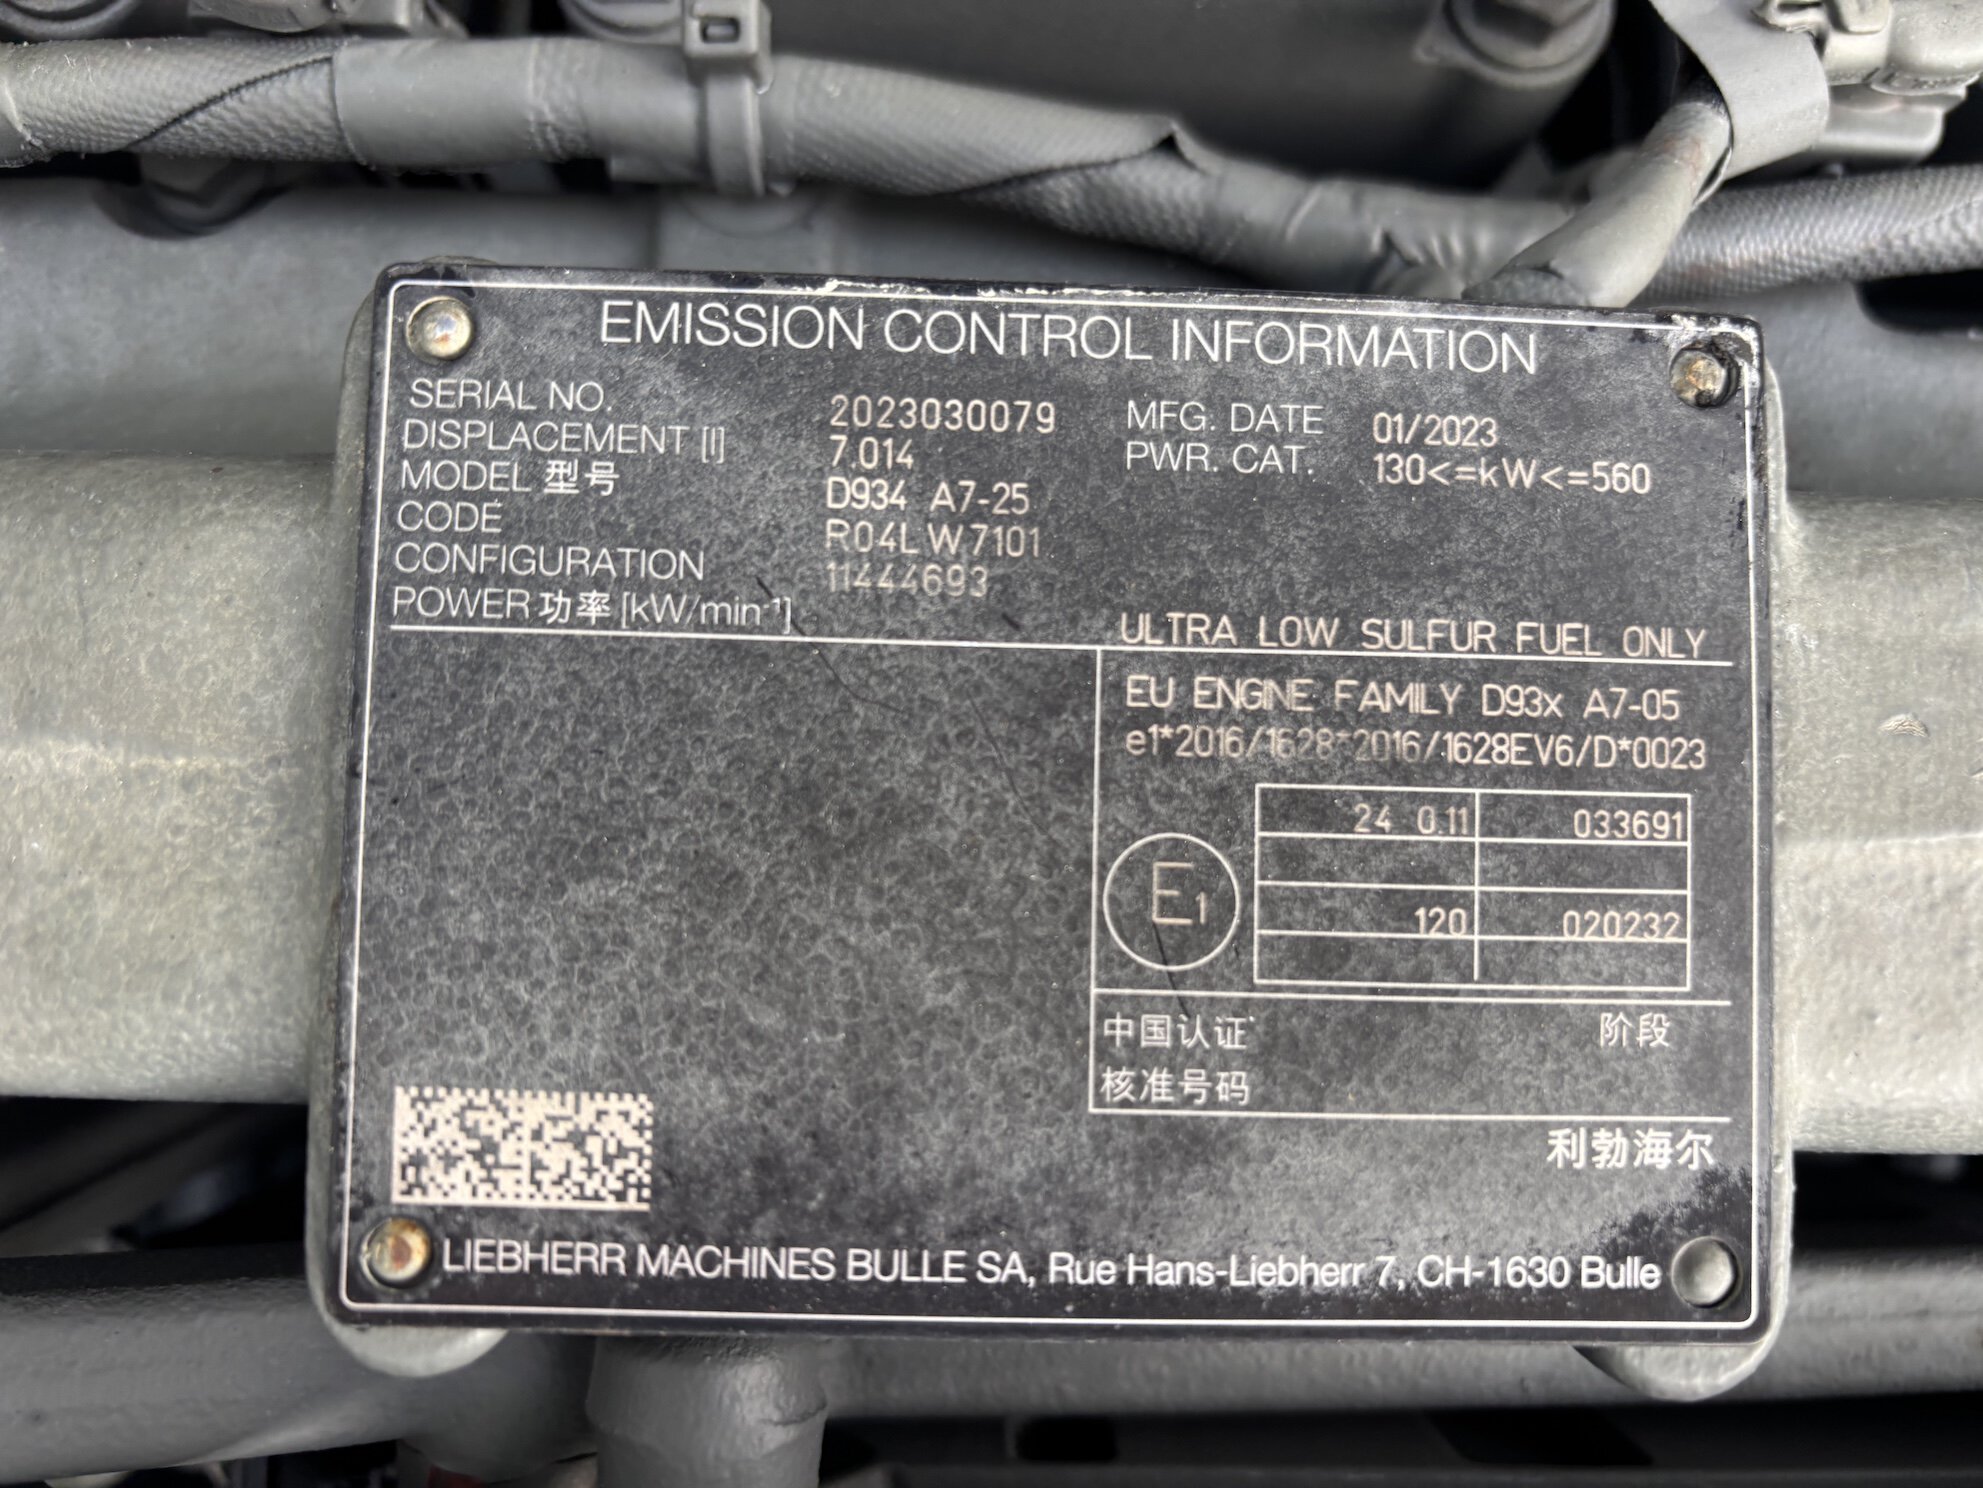 EMISSION CONTROL INFORMATION
SERIAL NO. 2023030079 MFG. DATE 01/2023
DISPLACEMENT [l] 7.014 PWR. CAT. 130<=kW<=560
MODEL 型号 D934 A7-25
CODE R04LW7101
CONFIGURATION 11444693
POWER 功率 [kW/min-1]
ULTRA LOW SULFUR FUEL ONLY
EU ENGINE FAMILY D93x A7-05
e1*2016/1628*2016/1628EV6/D*0023
E1
24 0.11 033691
120 020232
中国认证 阶段
核准号码
利勃海尔
LIEBHERR MACHINES BULLE SA, Rue Hans-Liebherr 7, CH-1630 Bulle